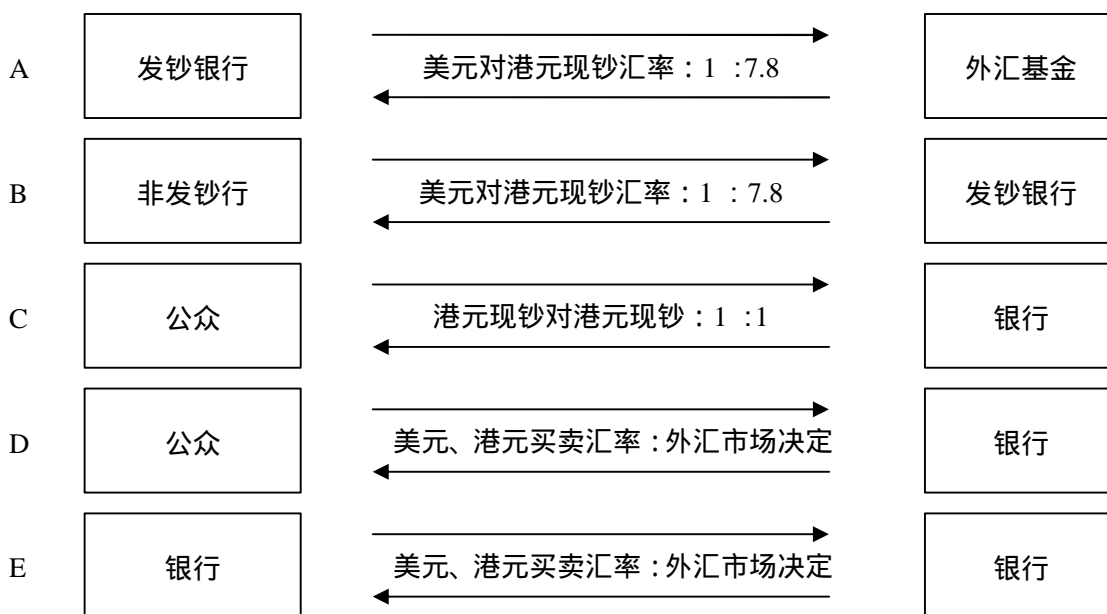 A 发钞银行 美元对港元现钞汇率：1 :7.8 外汇基金
B 非发钞行 美元对港元现钞汇率：1 : 7.8 发钞银行
C 公众 港元现钞对港元现钞：1 :1 银行
D 公众 美元、港元买卖汇率：外汇市场决定 银行
E 银行 美元、港元买卖汇率：外汇市场决定 银行